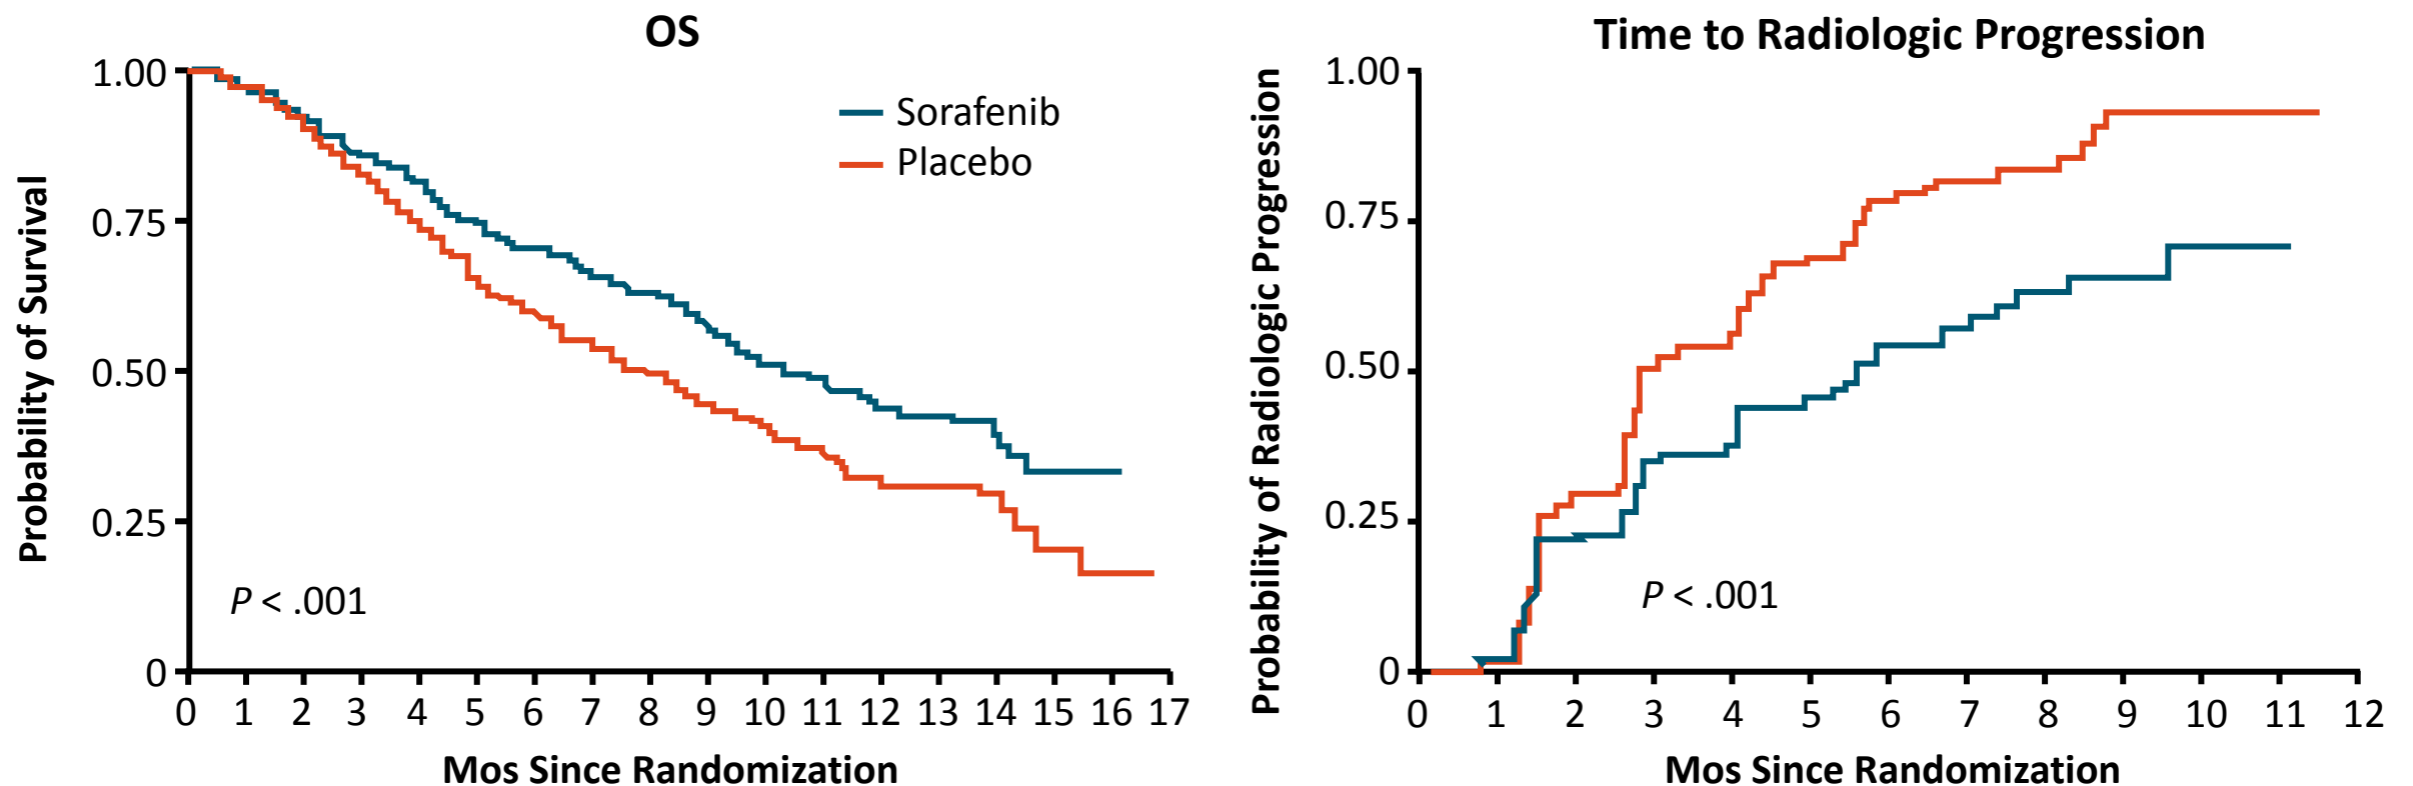 OS
Probability of Survival
1.00
0.75
0.50
0.25
0
Sorafenib
Placebo
P < .001
0 1 2 3 4 5 6 7 8 9 10 11 12 13 14 15 16 17
Mos Since Randomization
Time to Radiologic Progression
Probability of Radiologic Progression
1.00
0.75
0.50
0.25
0
P < .001
0 1 2 3 4 5 6 7 8 9 10 11 12
Mos Since Randomization